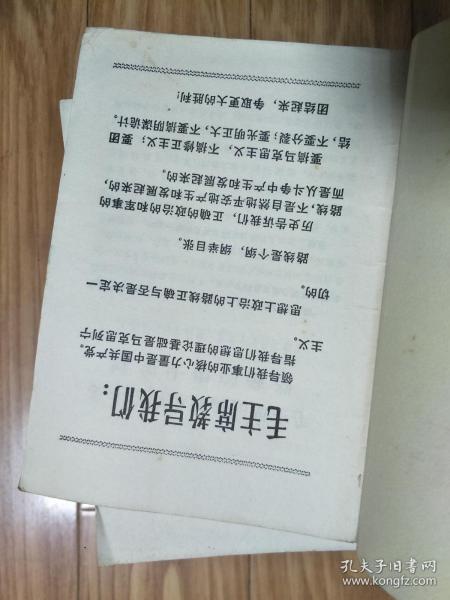 毛主席教导我们：
领导我们事业的核心力量是中国共产党。
指导我们思想的理论基础是马克思列宁
主义。
思想上政治上的路线正确与否是决定一
切的。
路线是个纲，纲举目张。
历史告诉我们，正确的政治的和军事的
路线，不是自然地平安地产生和发展起来的，
而是从斗争中产生和发展起来的。
要搞马克思主义，不搞修正主义；要团
结，不要分裂；要光明正大，不要搞阴谋诡计。
团结起来，争取更大的胜利！
孔夫子旧书网
www.kongfz.com